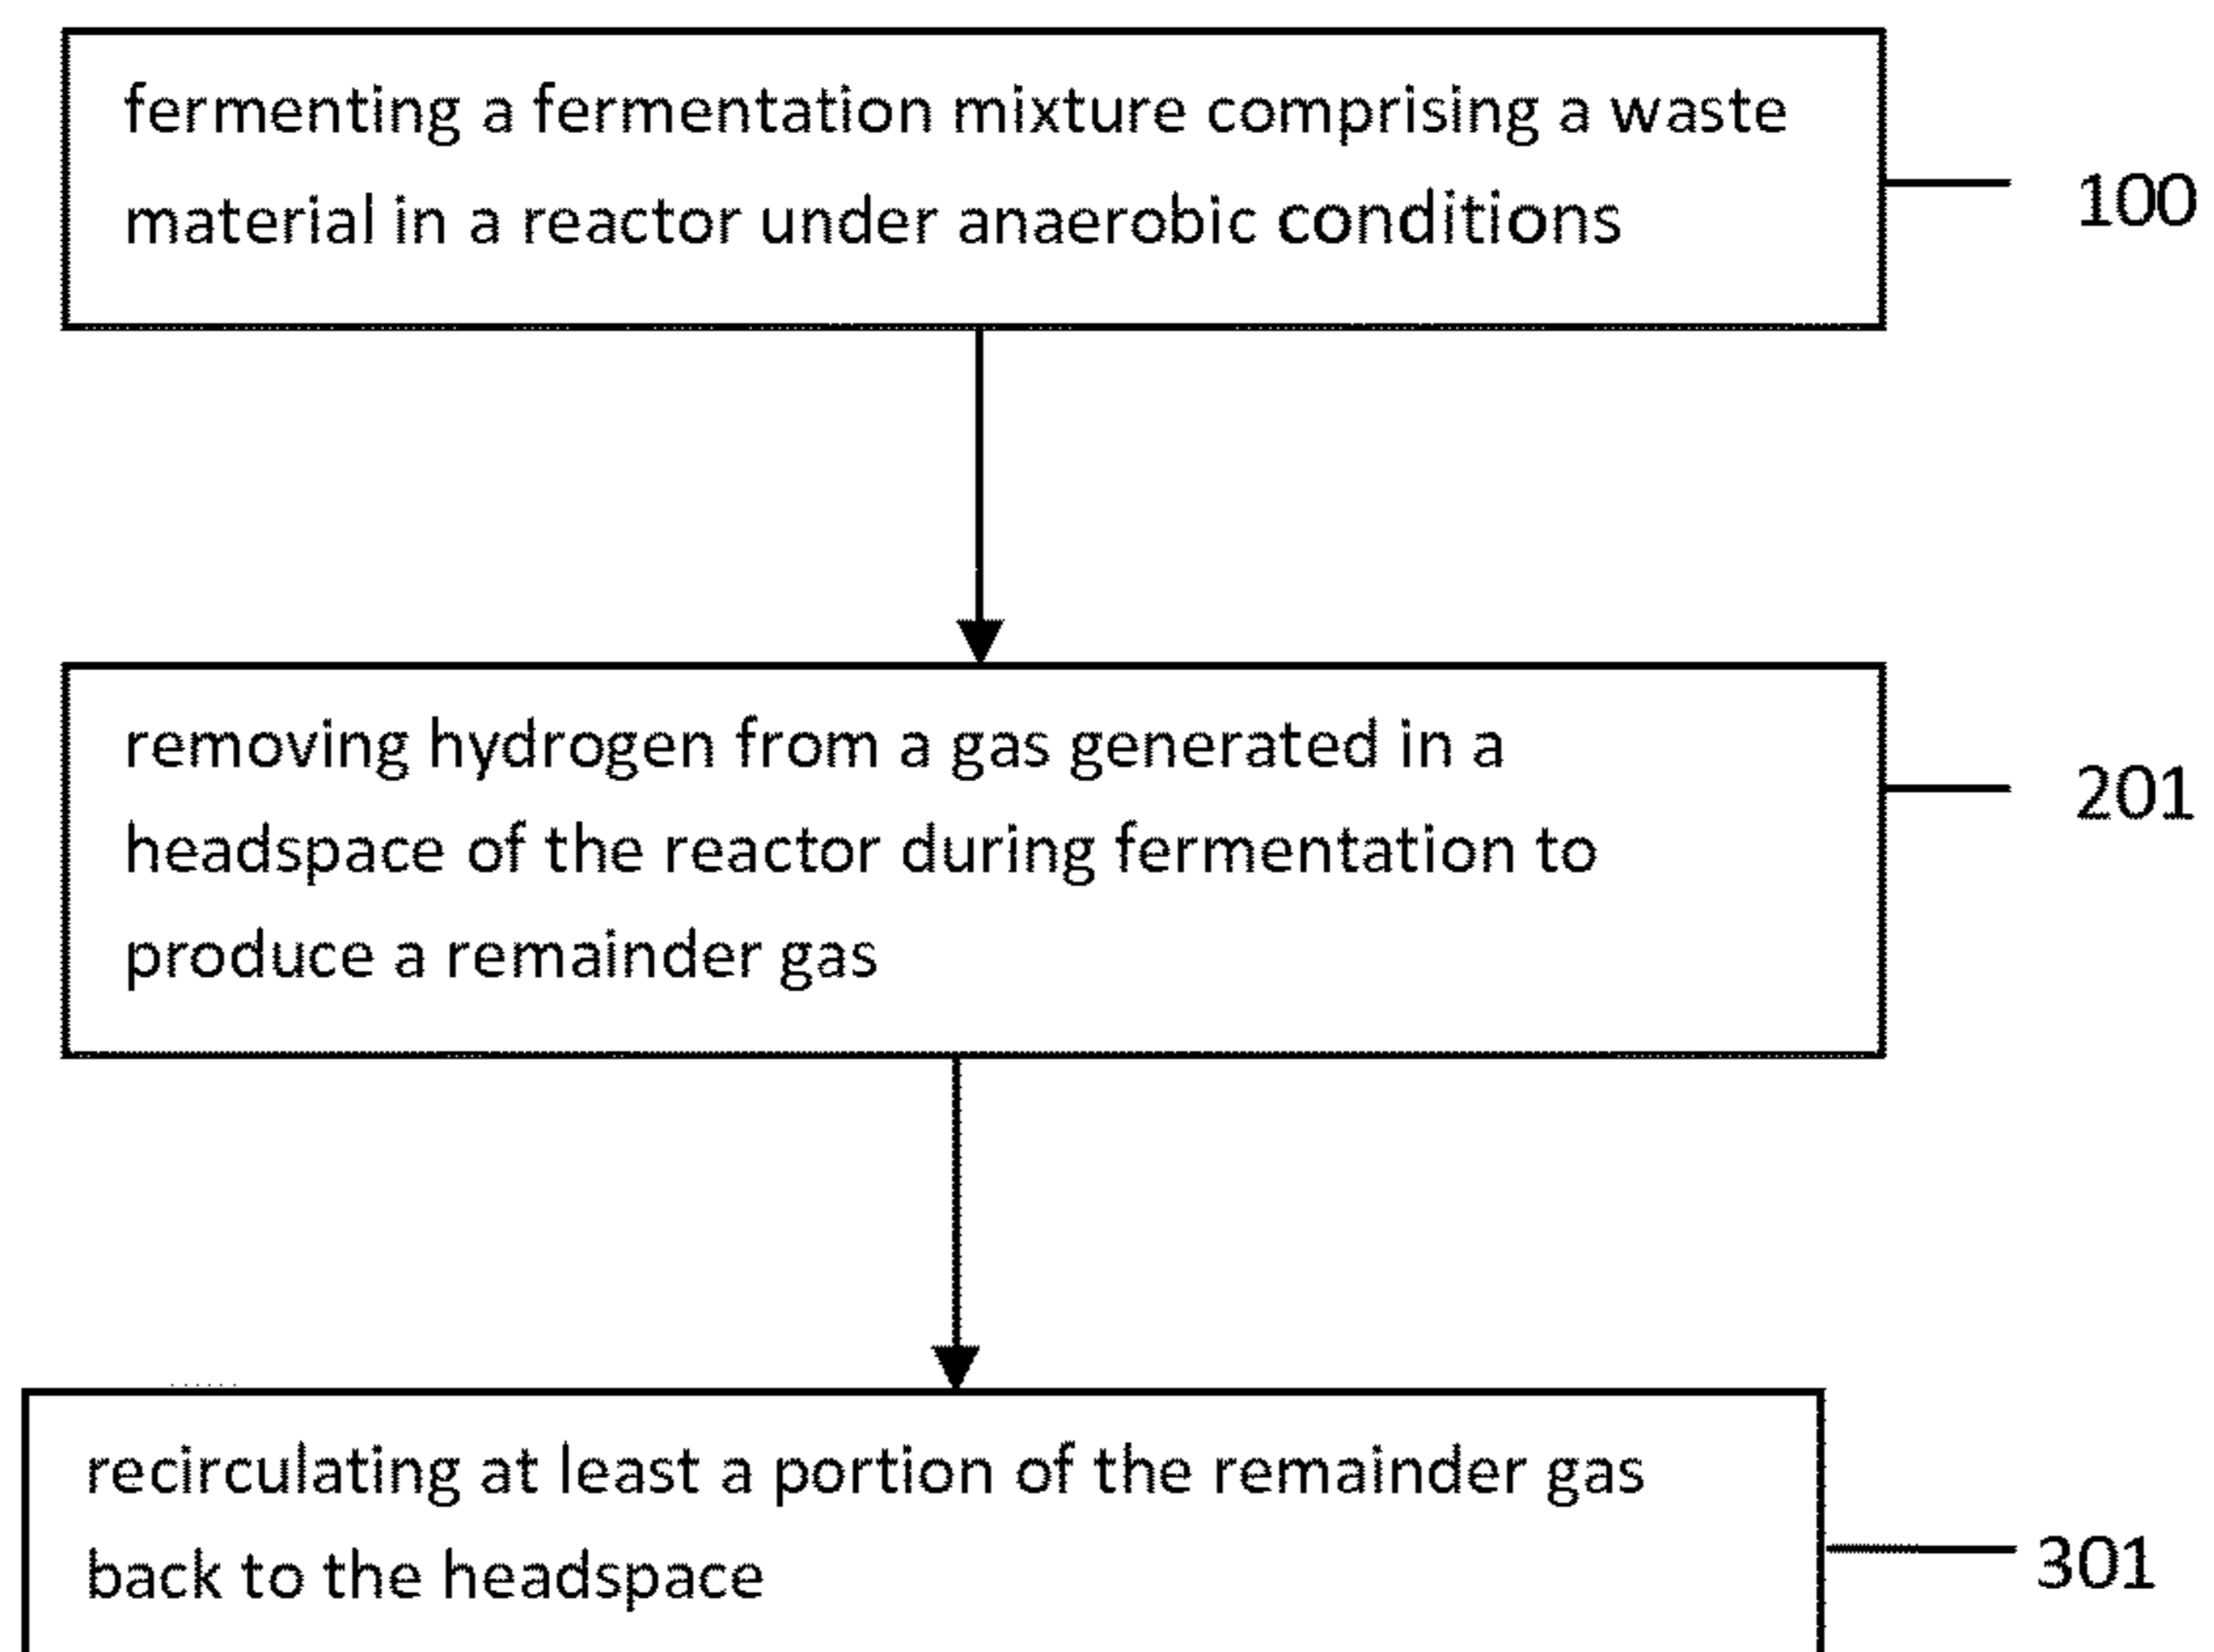 fermenting a fermentation mixture comprising a waste
material in a reactor under anaerobic conditions
100
removing hydrogen from a gas generated in a
headspace of the reactor during fermentation to
produce a remainder gas
201
recirculating at least a portion of the remainder gas
back to the headspace
301